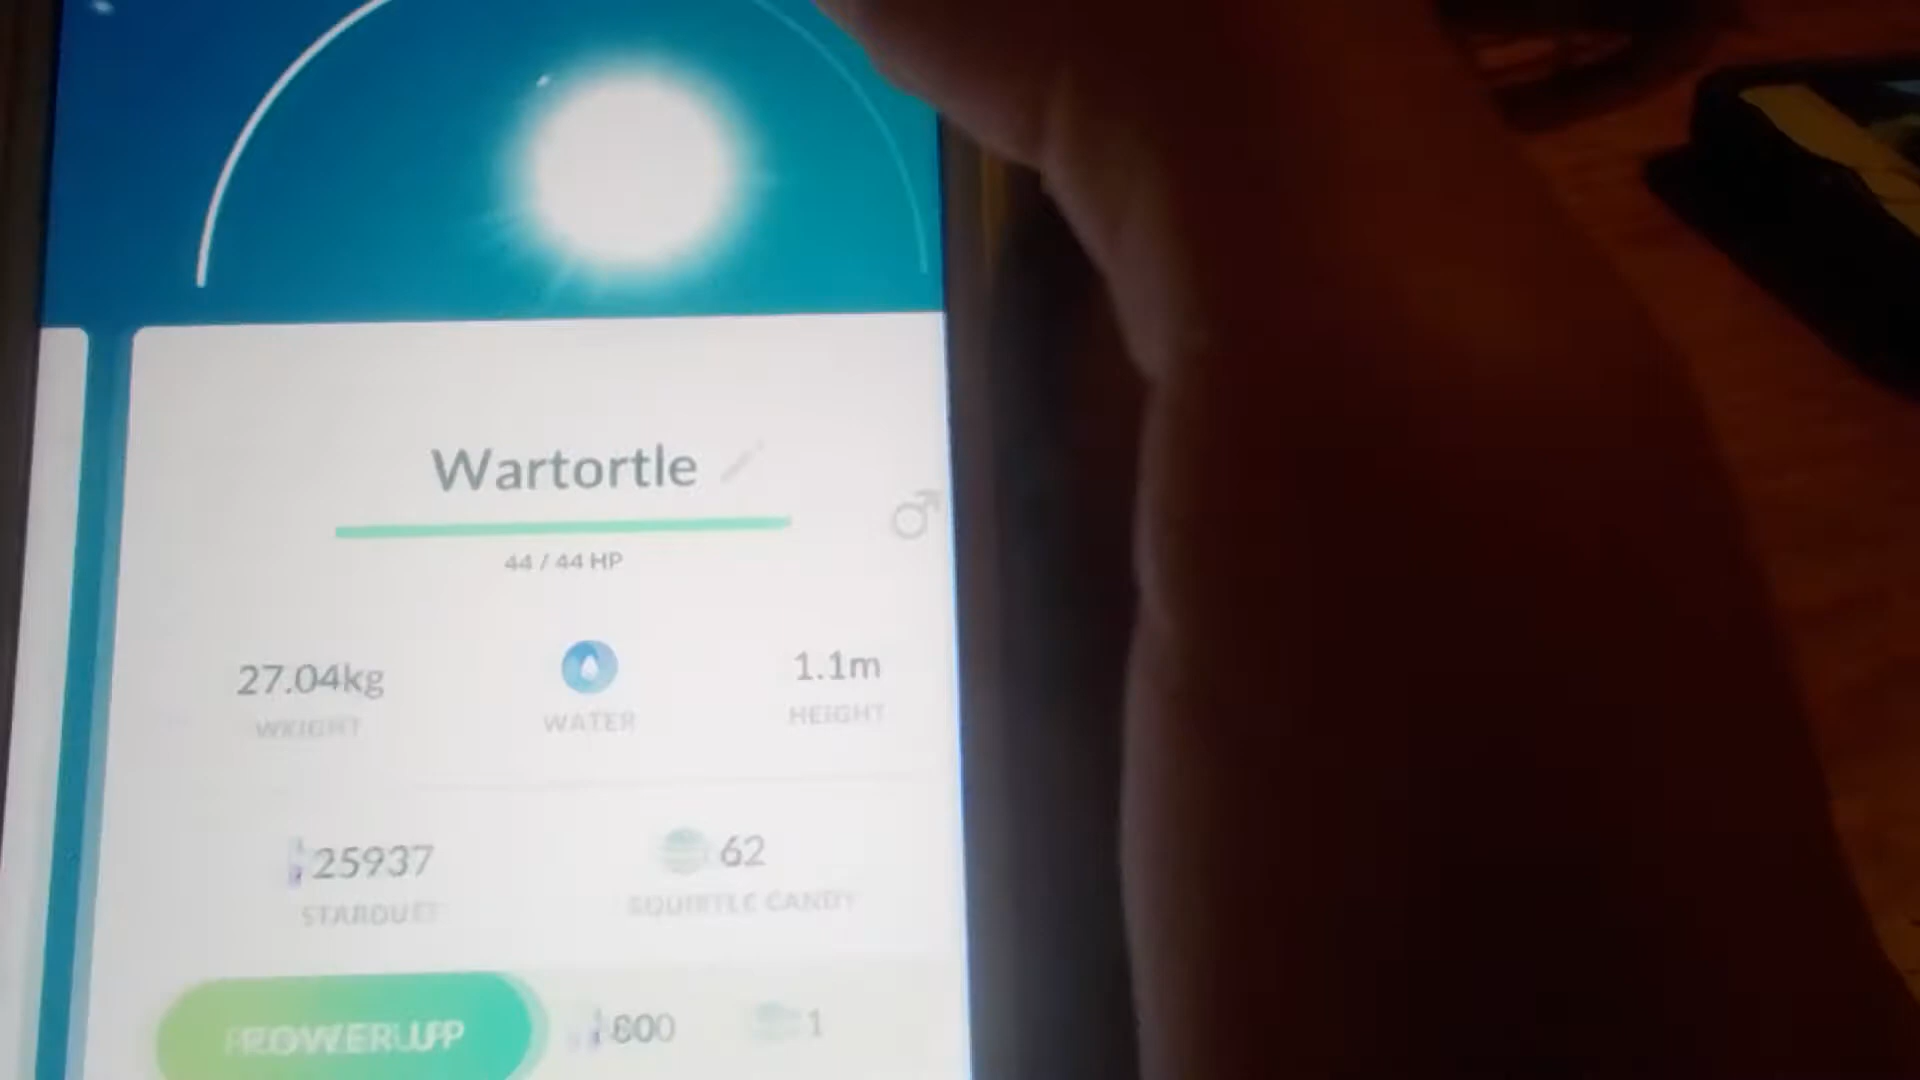 Wartortle
44 / 44 HP
27.04kg
WEIGHT
WATER
1.1m
HEIGHT
25937
STARDUST
62
SQUIRTLE CANDY
POWER UP
800
1